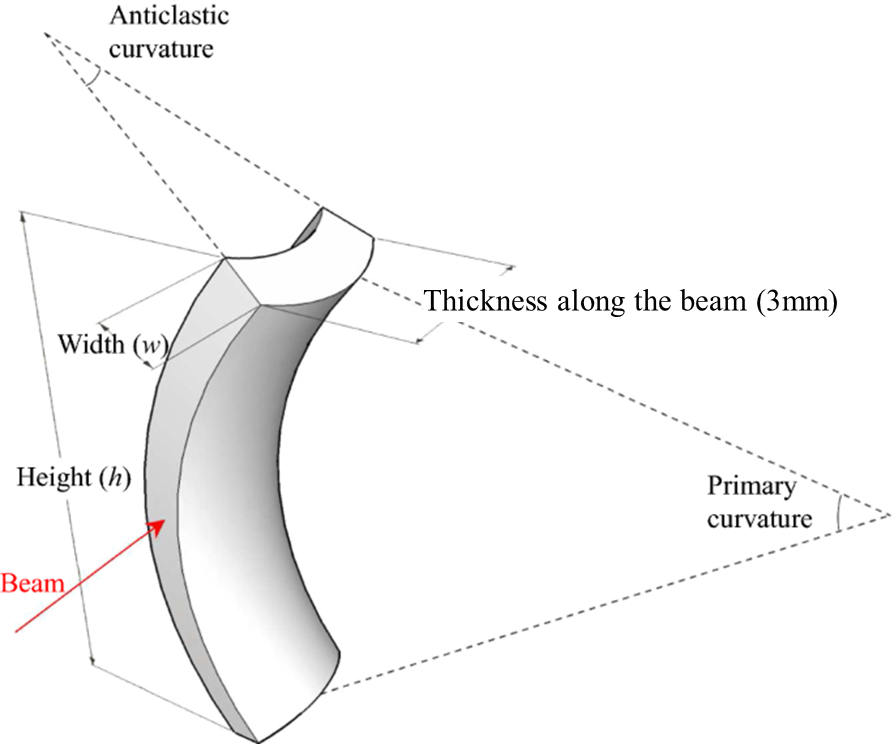 Anticlastic
curvature
Thickness along the beam (3mm)
Width (w)
Height (h)
Primary
curvature
Beam